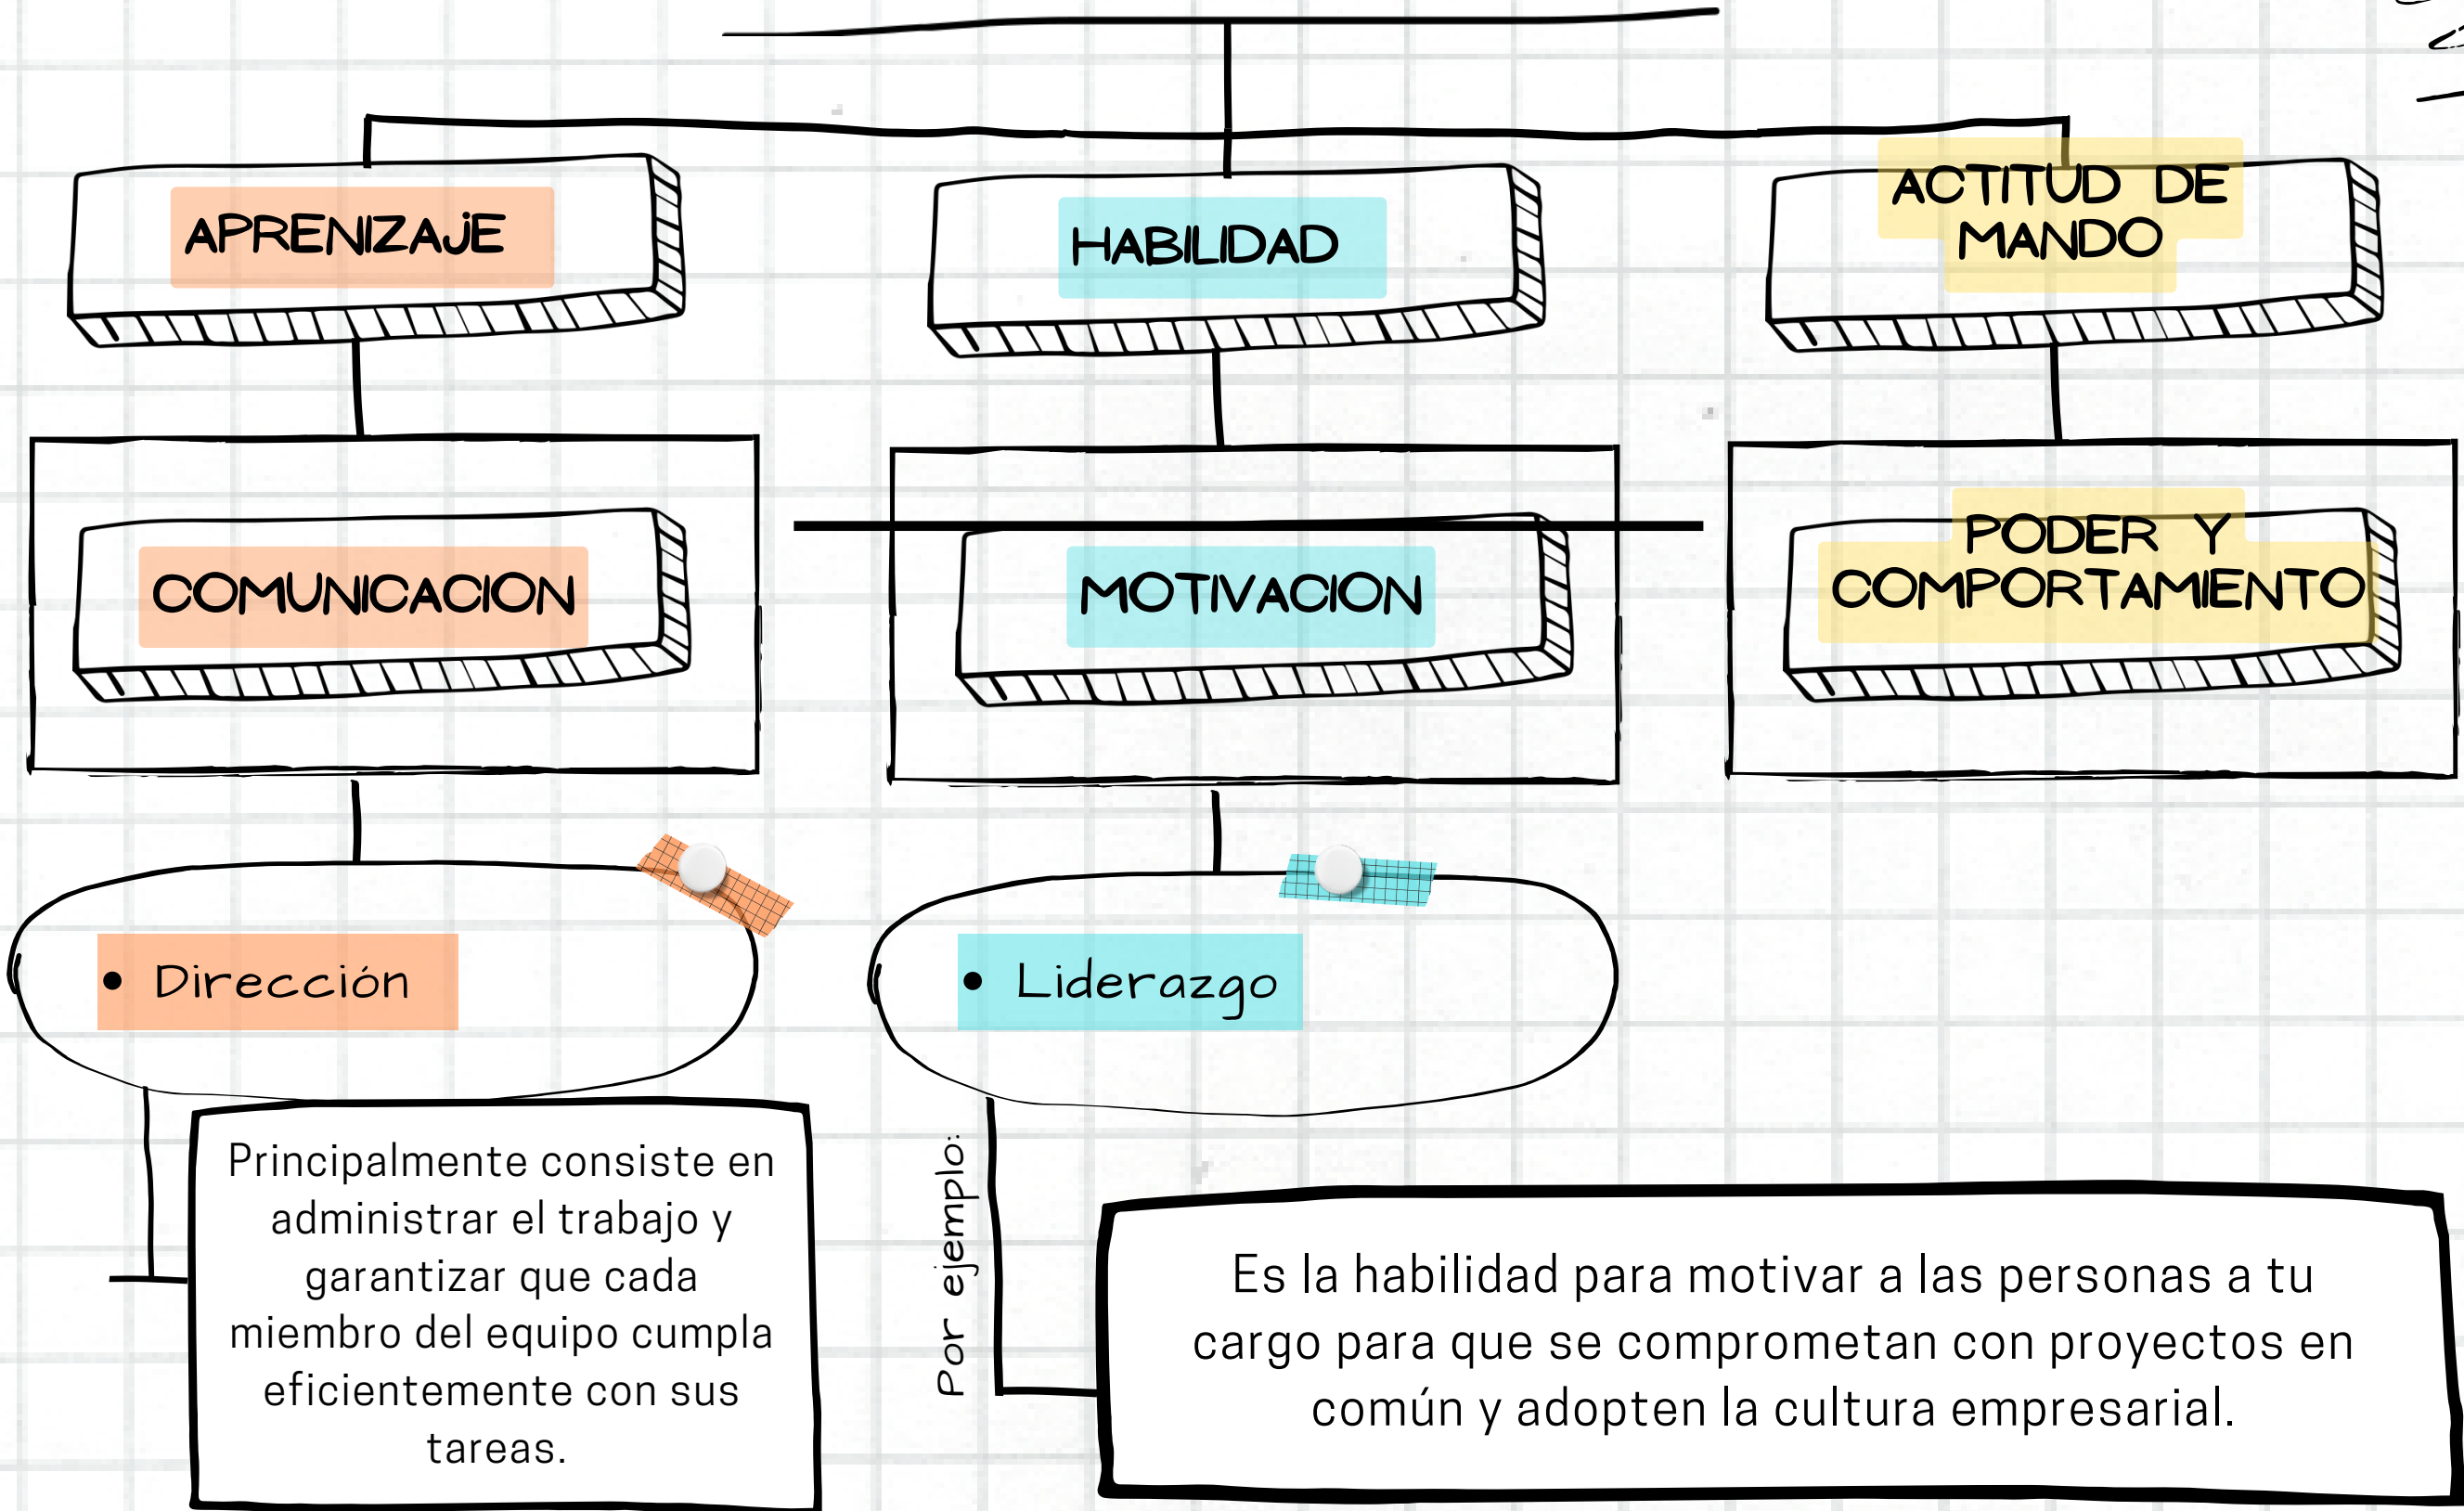 APRENIZAJE
HABILIDAD
ACTITUD DE
MANDO
COMUNICACION
MOTIVACION
PODER Y
COMPORTAMIENTO
• Dirección
• Liderazgo
Principalmente consiste en
administrar el trabajo y
garantizar que cada
miembro del equipo cumpla
eficientemente con sus
tareas.
Por ejemplo:
Es la habilidad para motivar a las personas a tu
cargo para que se comprometan con proyectos en
común y adopten la cultura empresarial.